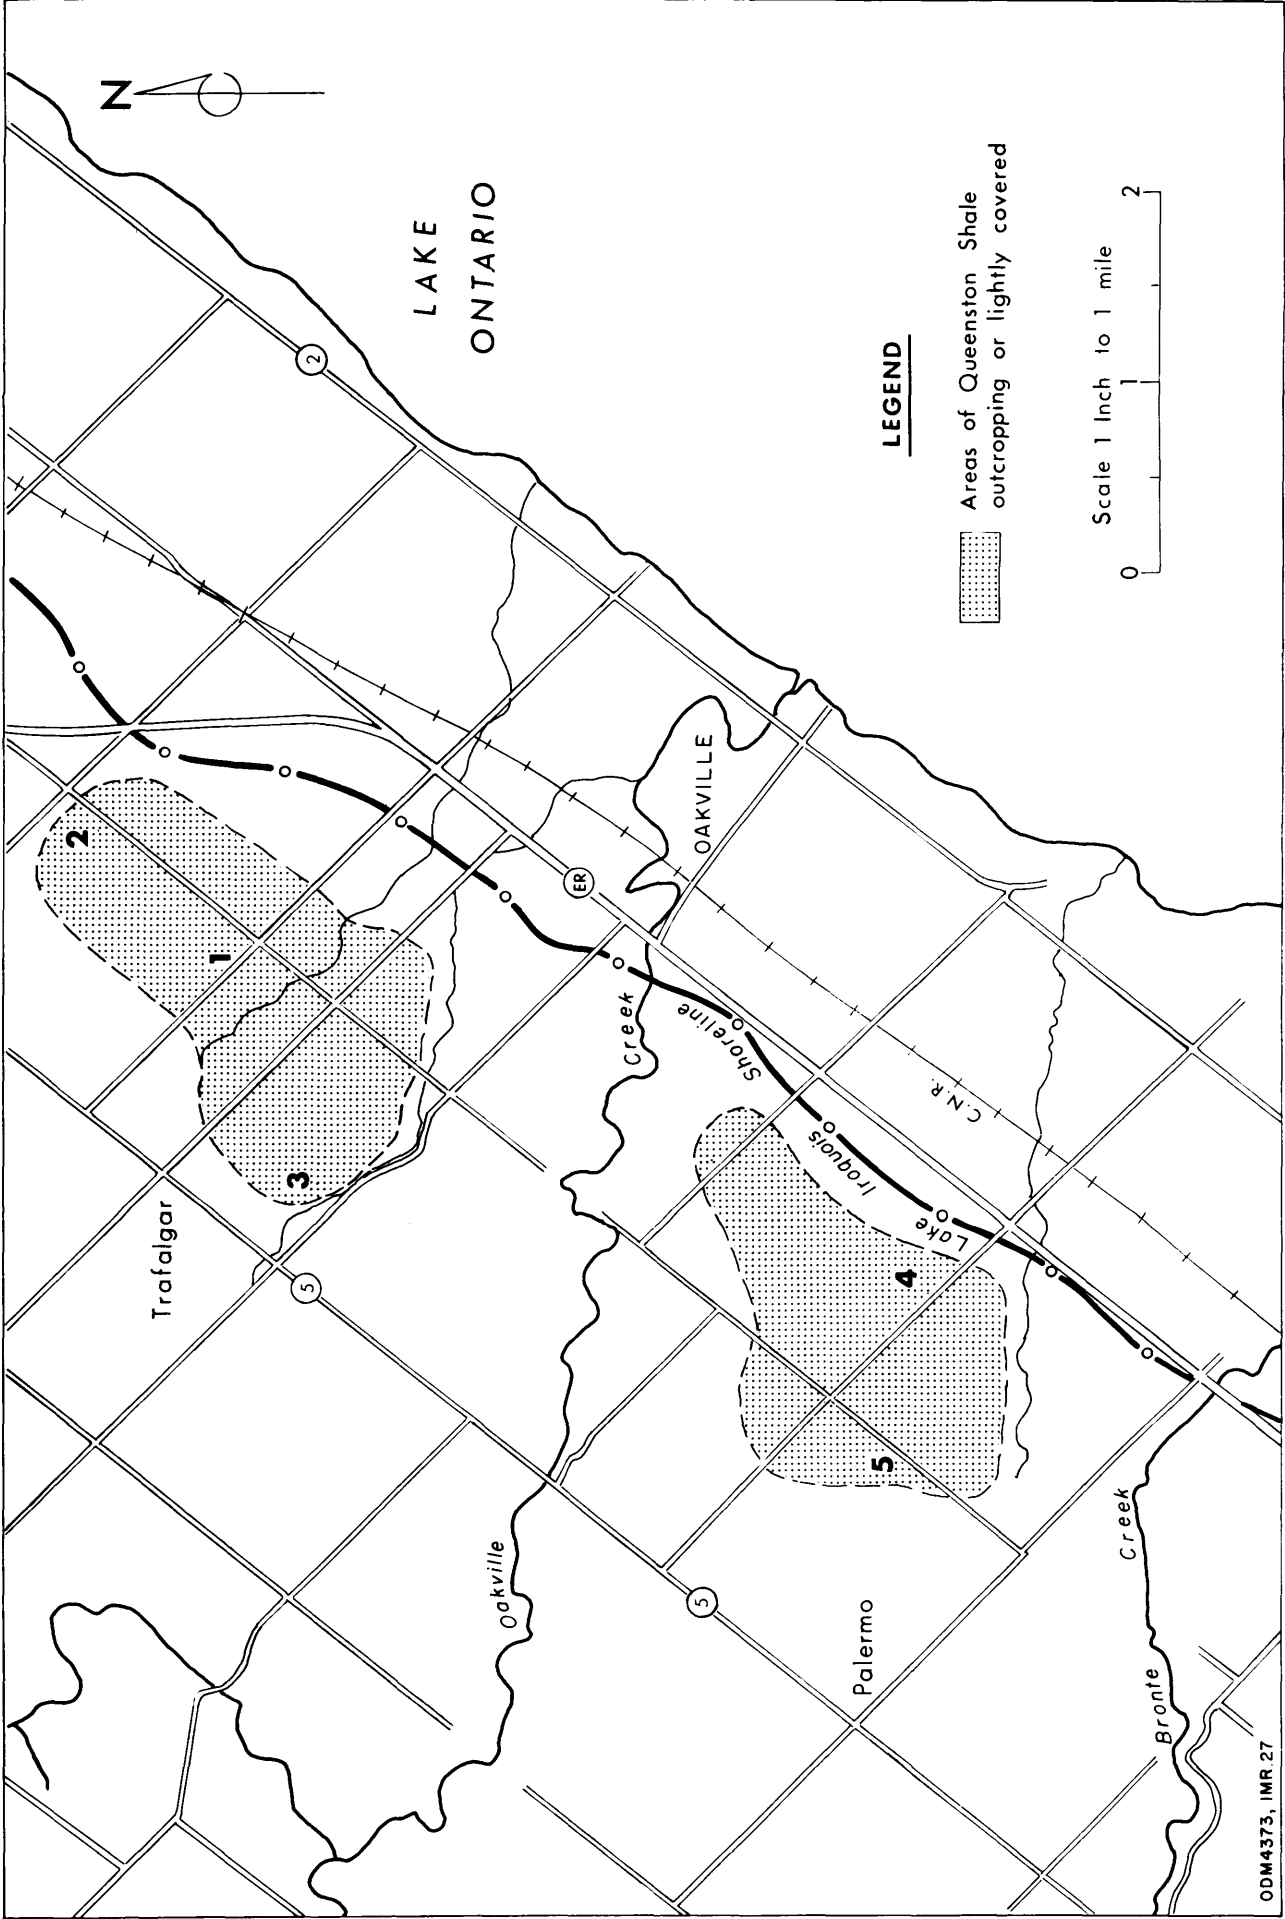 N
LAKE
ONTARIO
2
LEGEND
Areas of Queenston Shale
outcropping or lightly covered
Scale 1 Inch to 1 mile
0 1 2
2
1
3
Trafalgar
5
ER
OAKVILLE
Oakville Creek
Lake Iroquois Shoreline
C.N.R.
4
5
5
Palermo
Bronte Creek
ODM4373, IMR.27